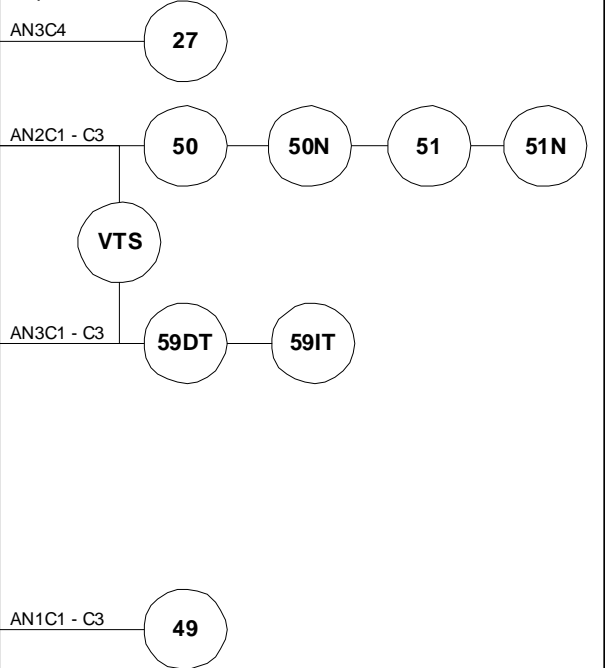 AN3C4
27
AN2C1 - C3
50
50N
51
51N
VTS
AN3C1 - C3
59DT
59IT
AN1C1 - C3
49